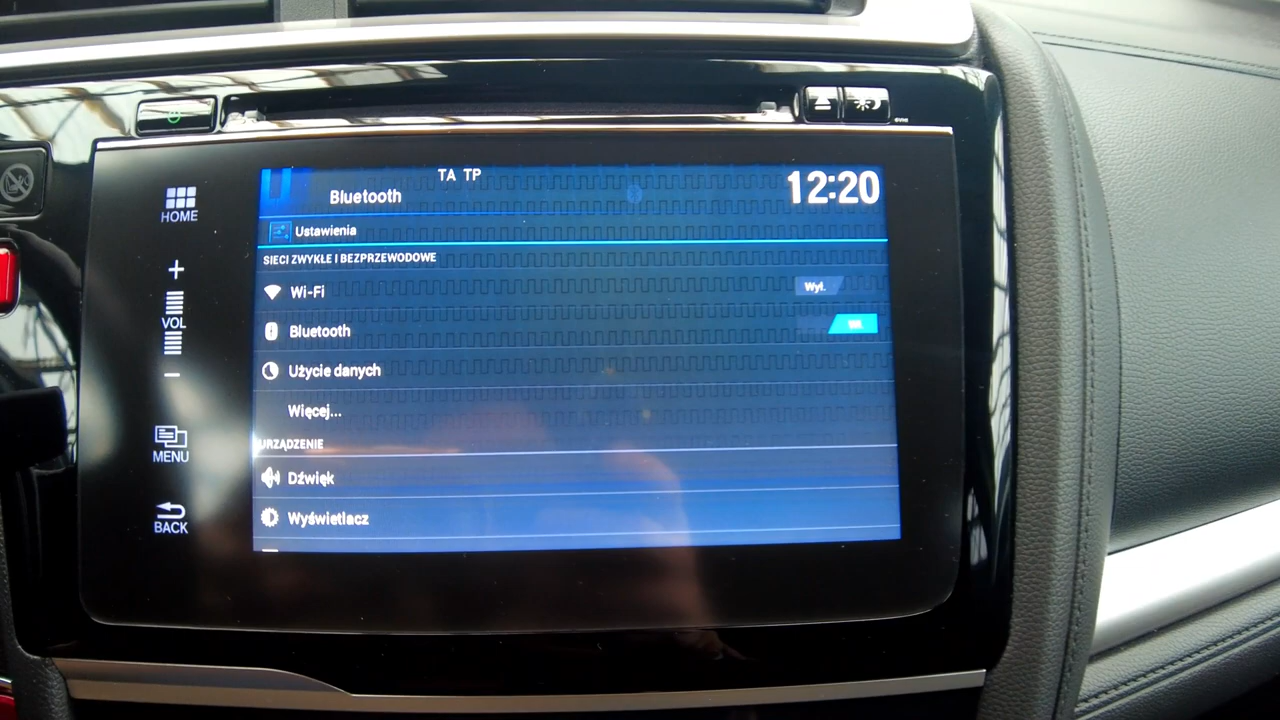 TA TP
Bluetooth
12:20
Ustawienia
SIECI ZWYKŁE I BEZPRZEWODOWE
Wi-Fi
Wył.
Bluetooth
Użycie danych
Więcej...
URZĄDZENIE
Dźwięk
Wyświetlacz
HOME
VOL
MENU
BACK